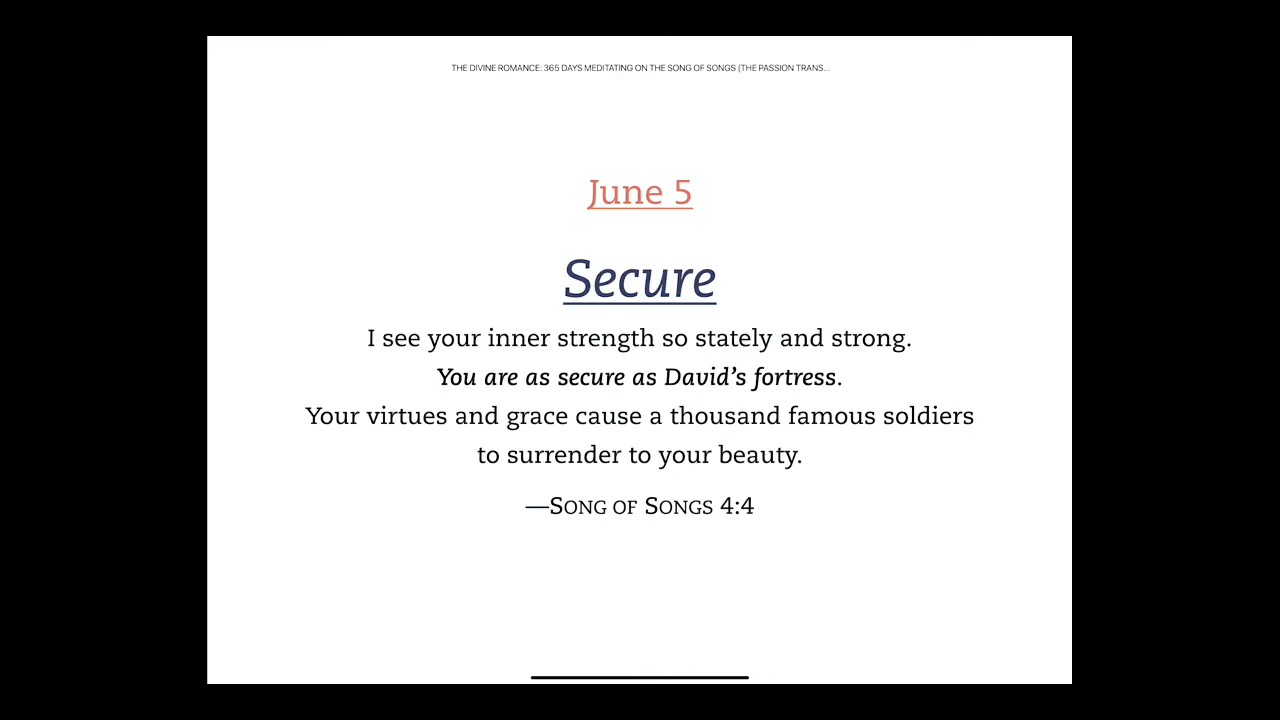 THE DIVINE ROMANCE: 365 DAYS MEDITATING ON THE SONG OF SONGS (THE PASSION TRANS...
June 5
Secure
I see your inner strength so stately and strong.
You are as secure as David’s fortress.
Your virtues and grace cause a thousand famous soldiers
to surrender to your beauty.
—SONG OF SONGS 4:4